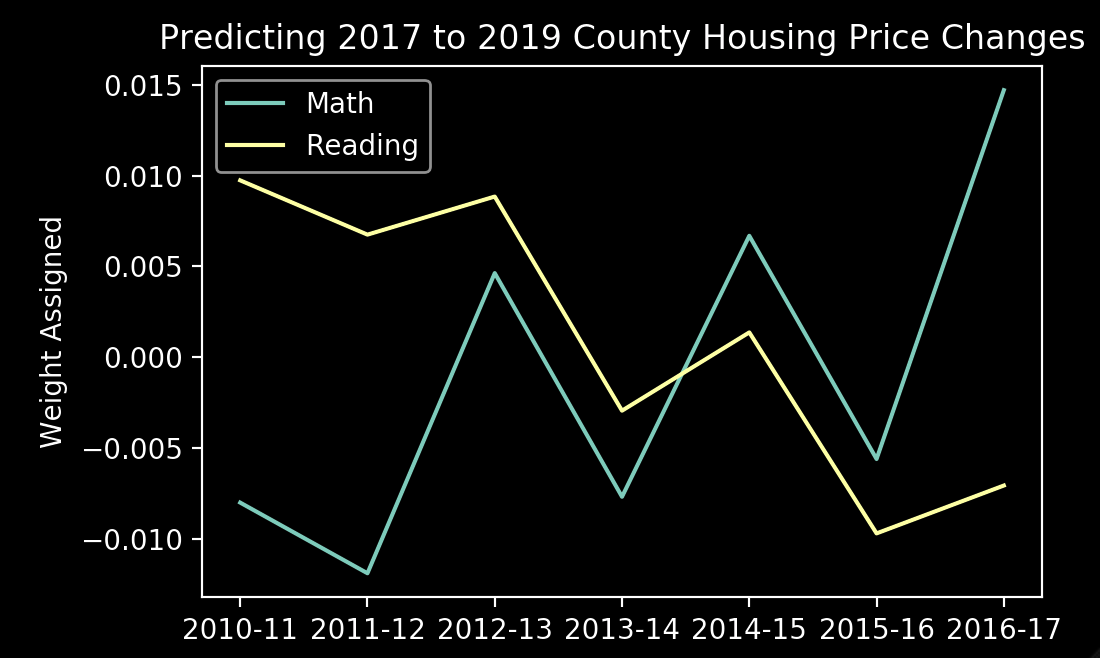 Predicting 2017 to 2019 County Housing Price Changes
Math
Reading
Weight Assigned
0.015
0.010
0.005
0.000
−0.005
−0.010
2010-11 2011-12 2012-13 2013-14 2014-15 2015-16 2016-17